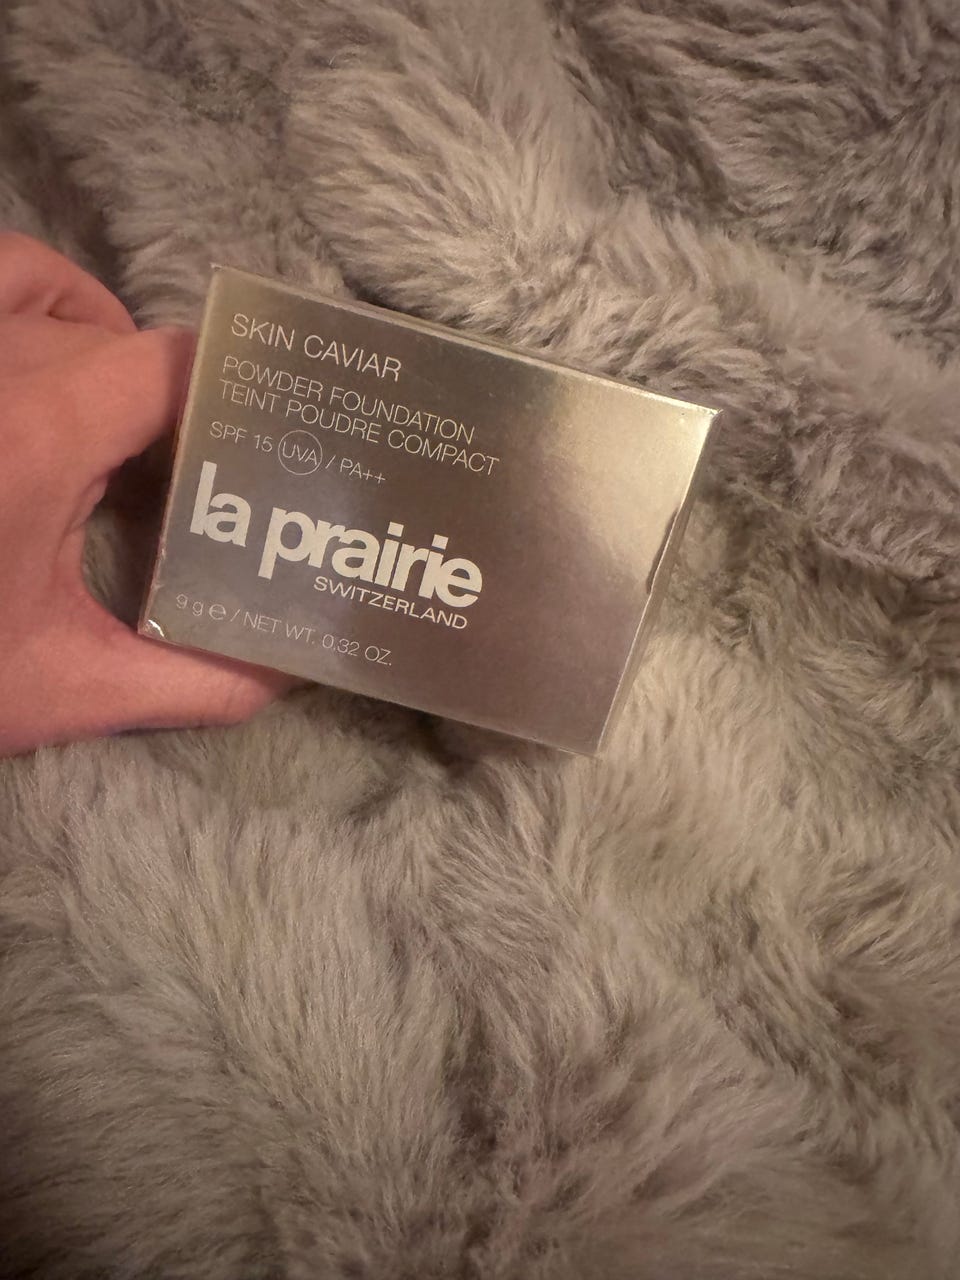 SKIN CAVIAR
POWDER FOUNDATION
TEINT POUDRE COMPACT
SPF 15 UVA / PA++
la prairie
SWITZERLAND
9 g ℮ / NET WT. 0.32 OZ.